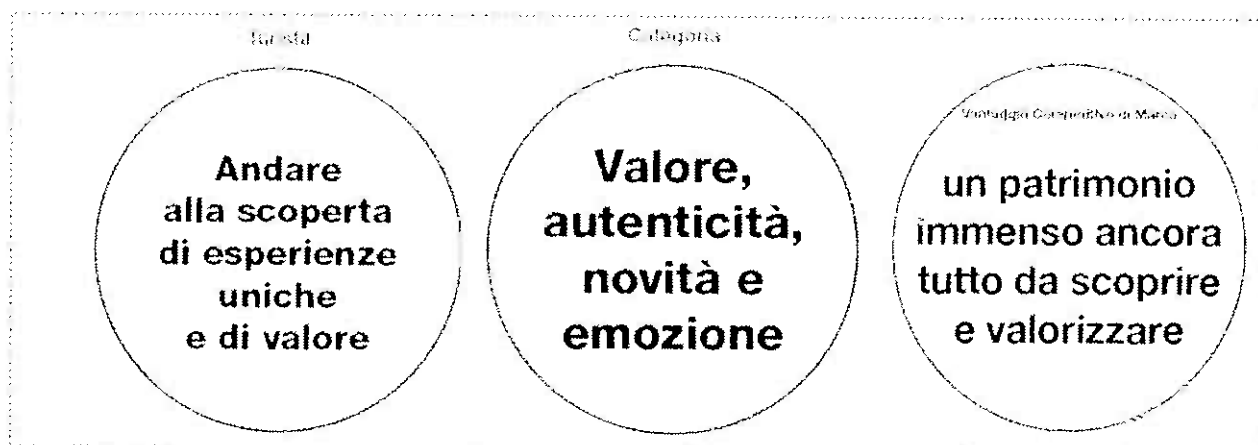 Turista
Categoria
Vantaggio Competitivo di Marca
Andare
alla scoperta
di esperienze
uniche
e di valore
Valore,
autenticità,
novità e
emozione
un patrimonio
immenso ancora
tutto da scoprire
e valorizzare